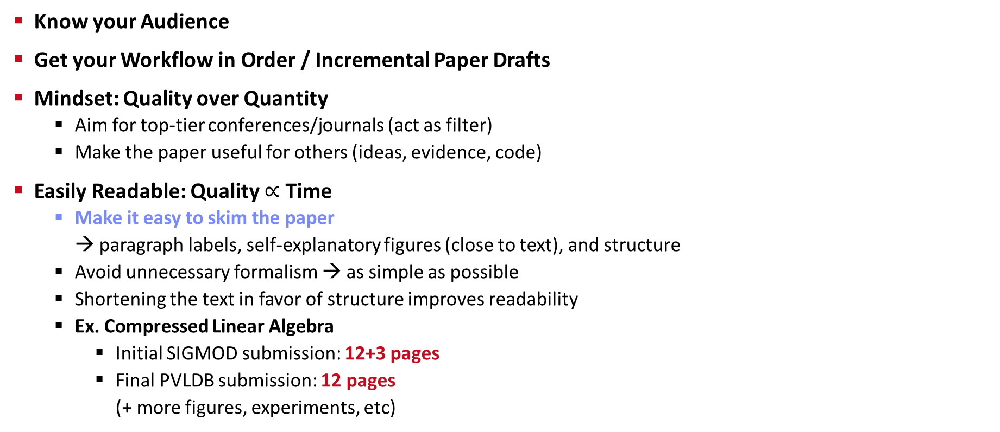 ▪ Know your Audience
▪ Get your Workflow in Order / Incremental Paper Drafts
▪ Mindset: Quality over Quantity
▪ Aim for top-tier conferences/journals (act as filter)
▪ Make the paper useful for others (ideas, evidence, code)
▪ Easily Readable: Quality ∝ Time
▪ Make it easy to skim the paper
→ paragraph labels, self-explanatory figures (close to text), and structure
▪ Avoid unnecessary formalism → as simple as possible
▪ Shortening the text in favor of structure improves readability
▪ Ex. Compressed Linear Algebra
▪ Initial SIGMOD submission: 12+3 pages
▪ Final PVLDB submission: 12 pages
(+ more figures, experiments, etc)